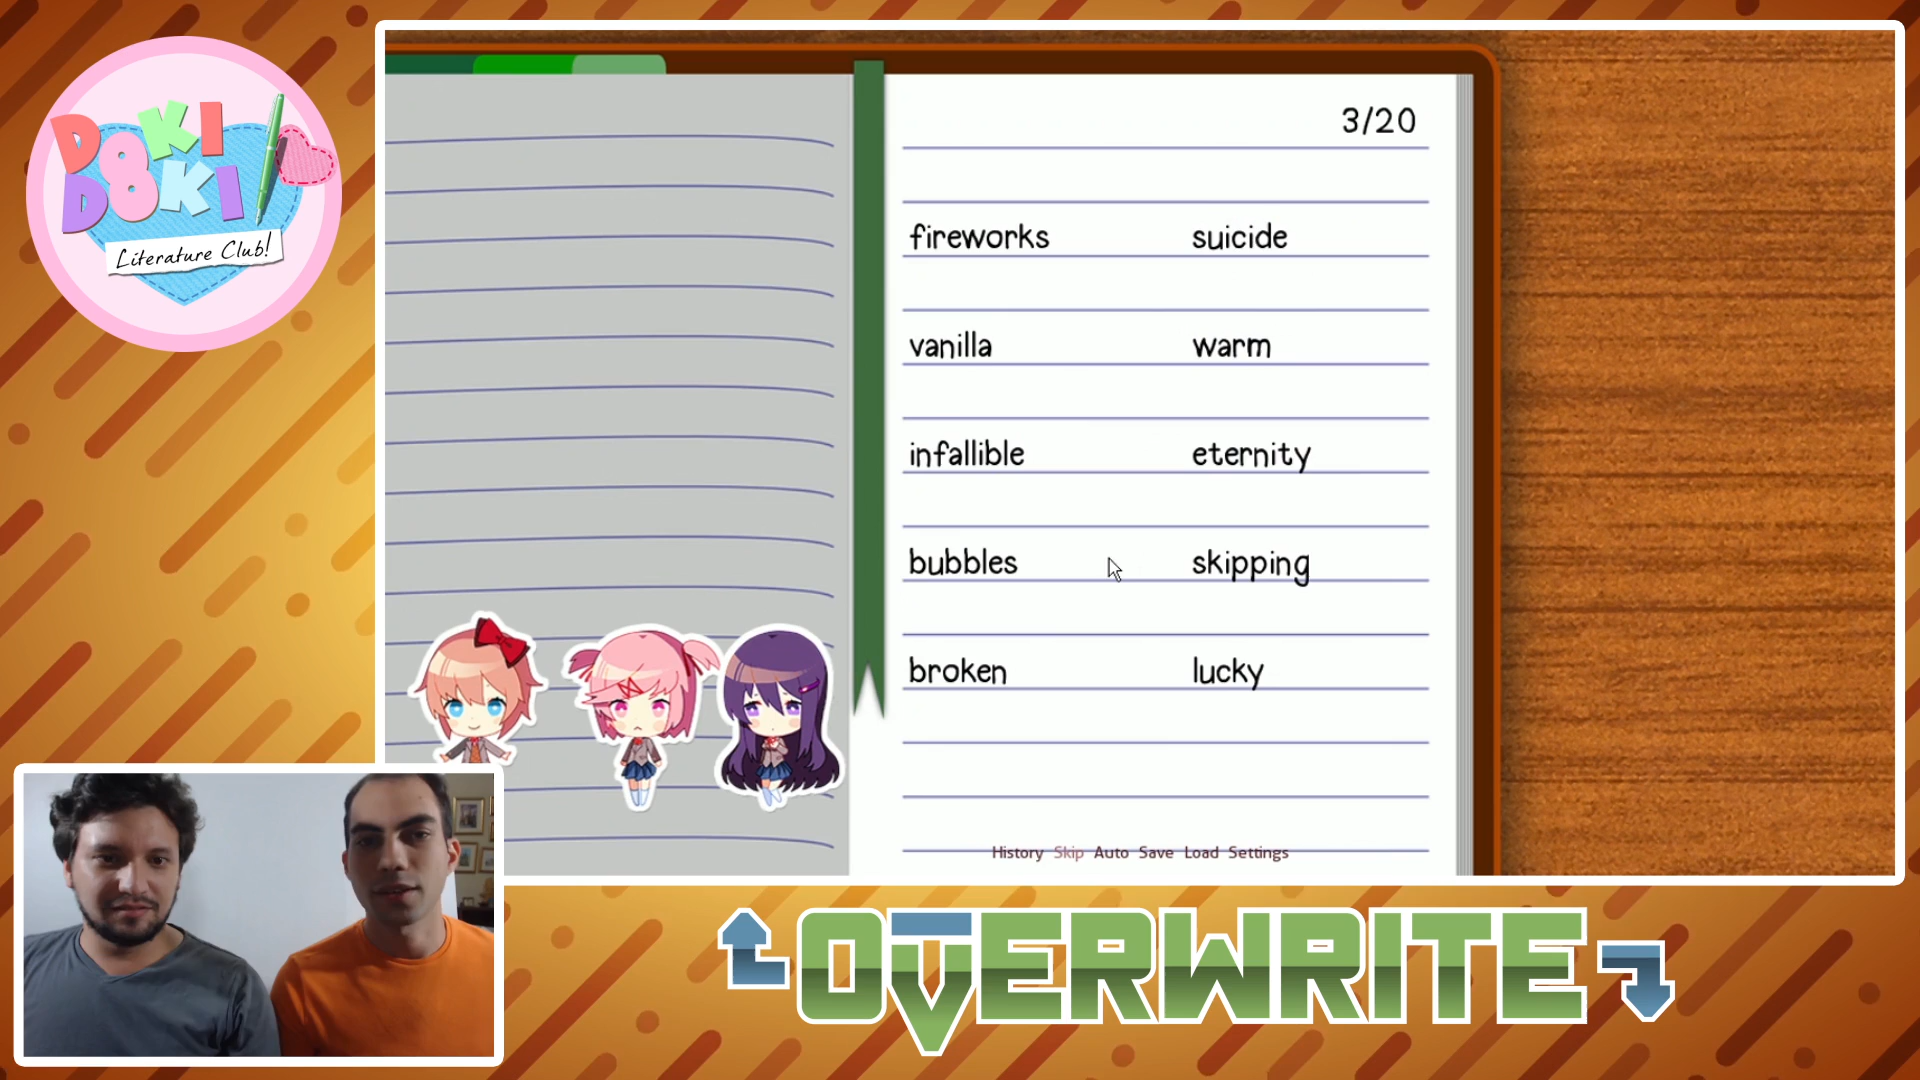 DOKI
DOKI
Literature Club!
3/20
fireworks suicide
vanilla warm
infallible eternity
bubbles skipping
broken lucky
History Skip Auto Save Load Settings
OVERWRITE